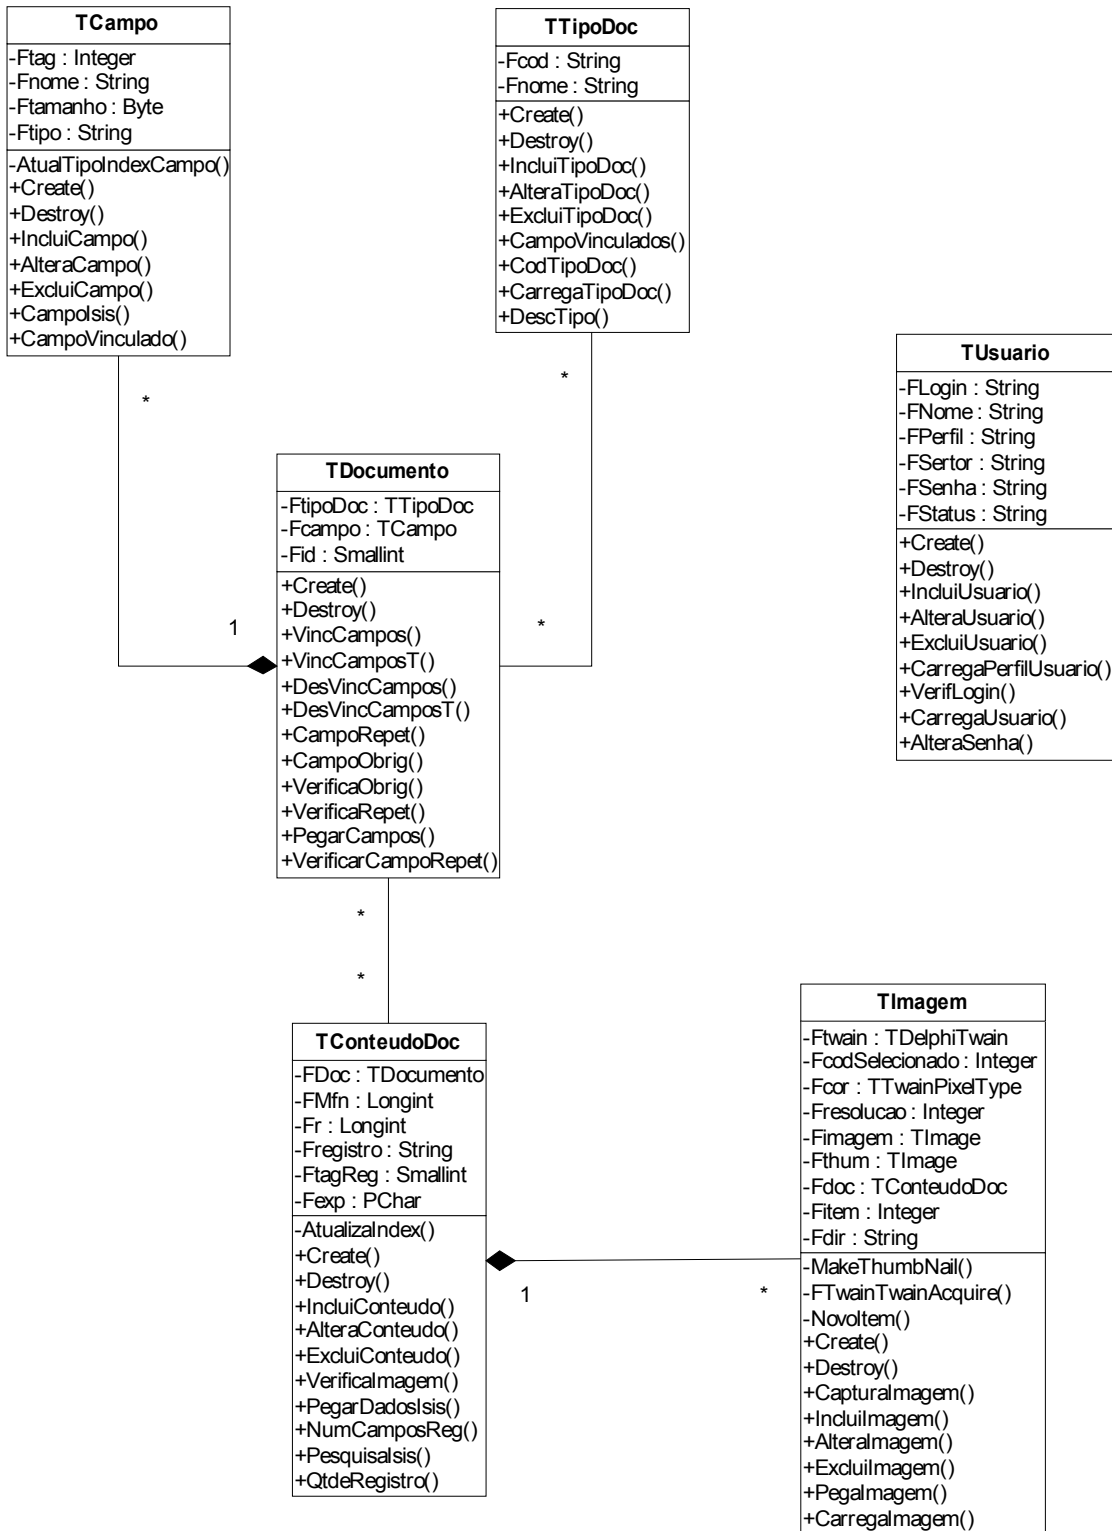 TCampo
-Ftag : Integer
-Fnome : String
-Ftamanho : Byte
-Ftipo : String
-AtualTipoIndexCampo()
+Create()
+Destroy()
+IncluiCampo()
+AlteraCampo()
+ExcluiCampo()
+CampoIsis()
+CampoVinculado()
*
TTipoDoc
-Fcod : String
-Fnome : String
+Create()
+Destroy()
+IncluiTipoDoc()
+AlteraTipoDoc()
+ExcluiTipoDoc()
+CampoVinculados()
+CodTipoDoc()
+CarregaTipoDoc()
+DescTipo()
*
TUsuario
-FLogin : String
-FNome : String
-FPerfil : String
-FSertor : String
-FSenha : String
-FStatus : String
+Create()
+Destroy()
+IncluiUsuario()
+AlteraUsuario()
+ExcluiUsuario()
+CarregaPerfilUsuario()
+VerifLogin()
+CarregaUsuario()
+AlteraSenha()
TDocumento
-FtipoDoc : TTipoDoc
-Fcampo : TCampo
-Fid : Smallint
+Create()
+Destroy()
+VincCampos()
+VincCamposT()
+DesVincCampos()
+DesVincCamposT()
+CampoRepet()
+CampoObrig()
+VerificaObrig()
+VerificaRepet()
+PegarCampos()
+VerificarCampoRepet()
1
*
*
*
TConteudoDoc
-FDoc : TDocumento
-FMfn : Longint
-Fr : Longint
-Fregistro : String
-FtagReg : Smallint
-Fexp : PChar
-AtualizaIndex()
+Create()
+Destroy()
+IncluiConteudo()
+AlteraConteudo()
+ExcluiConteudo()
+VerificaImagem()
+PegarDadosIsis()
+NumCamposReg()
+PesquisaIsis()
+QtdeRegistro()
1
*
TImagem
-Ftwain : TDelphiTwain
-FcodSelecionado : Integer
-Fcor : TTwainPixelType
-Fresolucao : Integer
-Fimagem : TImage
-Fthum : TImage
-Fdoc : TConteudoDoc
-Fitem : Integer
-Fdir : String
-MakeThumbNail()
-FTwainTwainAcquire()
-NovoItem()
+Create()
+Destroy()
+CapturaImagem()
+IncluiImagem()
+AlteraImagem()
+ExcluiImagem()
+PegaImagem()
+CarregaImagem()